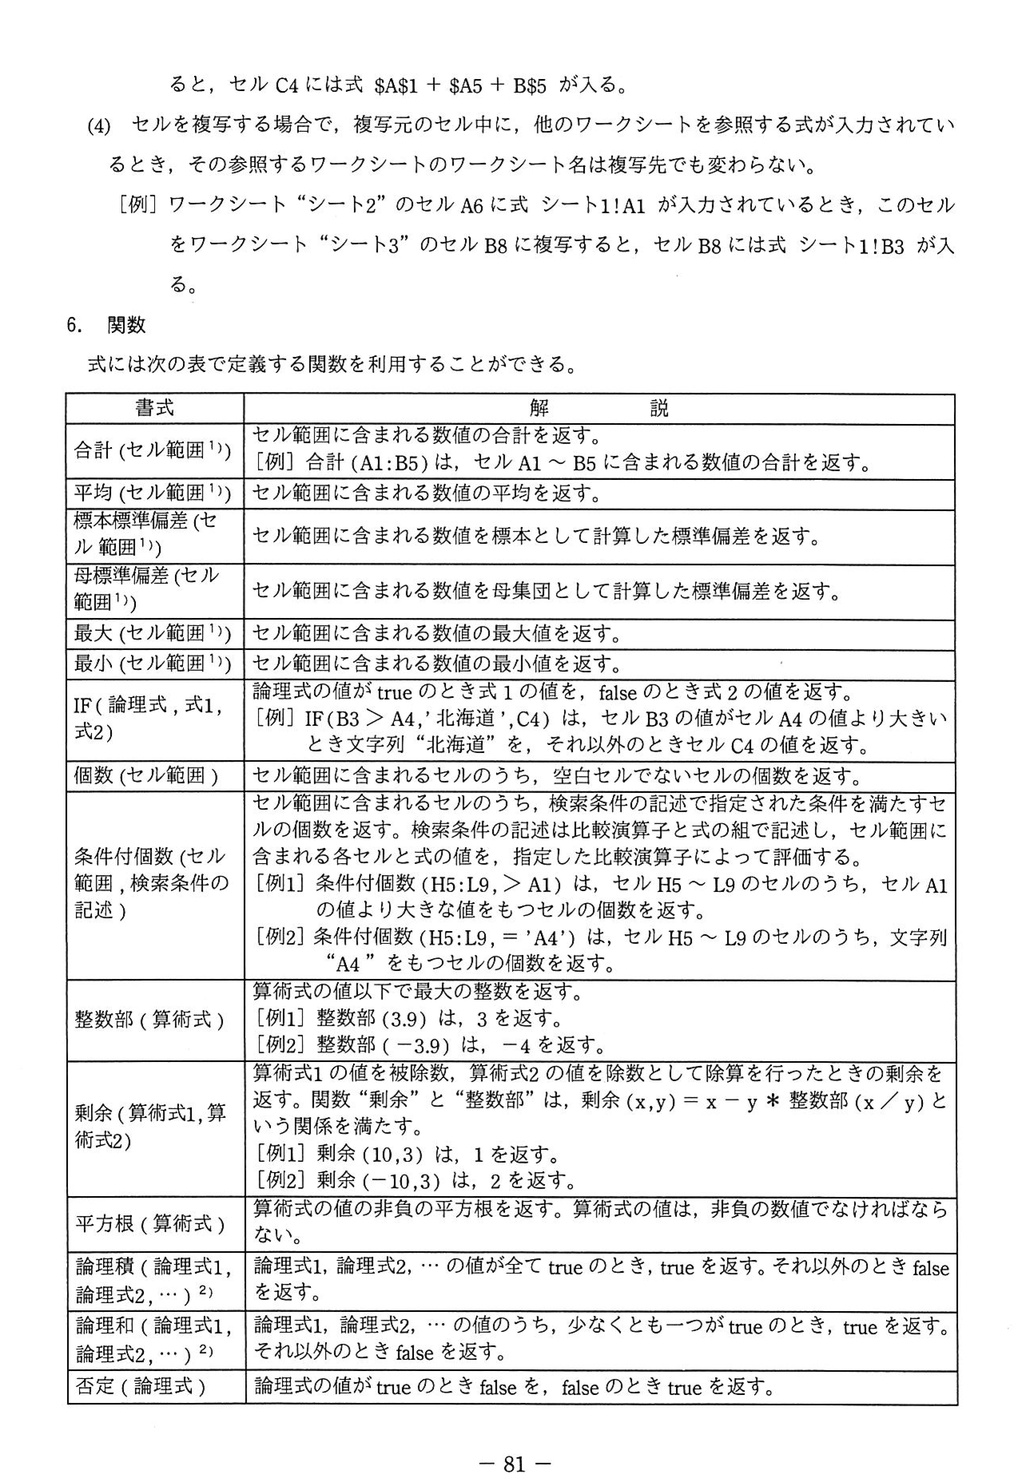 ると，セル C4 には式 $A$1 + $A5 + B$5 が入る。
(4) セルを複写する場合で，複写元のセル中に，他のワークシートを参照する式が入力されてい
るとき，その参照するワークシートのワークシート名は複写先でも変わらない。
［例］ワークシート“シート2”のセル A6 に式 シート1!A1 が入力されているとき，このセル
をワークシート“シート3”のセル B8 に複写すると，セル B8 には式 シート1!B3 が入
る。
6. 関数
式には次の表で定義する関数を利用することができる。
書式
解 説
合計 (セル範囲1))
セル範囲に含まれる数値の合計を返す。
［例］合計 (A1:B5) は，セル A1 ～ B5 に含まれる数値の合計を返す。
平均 (セル範囲1))
セル範囲に含まれる数値の平均を返す。
標本標準偏差 (セ
ル 範囲1))
セル範囲に含まれる数値を標本として計算した標準偏差を返す。
母標準偏差 (セル
範囲1))
セル範囲に含まれる数値を母集団として計算した標準偏差を返す。
最大 (セル範囲1))
セル範囲に含まれる数値の最大値を返す。
最小 (セル範囲1))
セル範囲に含まれる数値の最小値を返す。
IF( 論理式 , 式1,
式2)
論理式の値が true のとき式 1 の値を，false のとき式 2 の値を返す。
［例］IF(B3 > A4,' 北海道 ',C4) は，セル B3 の値がセル A4 の値より大きい
とき文字列“北海道”を，それ以外のときセル C4 の値を返す。
個数 (セル範囲 )
セル範囲に含まれるセルのうち，空白セルでないセルの個数を返す。
条件付個数 (セル
範囲 , 検索条件の
記述 )
セル範囲に含まれるセルのうち，検索条件の記述で指定された条件を満たすセ
ルの個数を返す。検索条件の記述は比較演算子と式の組で記述し，セル範囲に
含まれる各セルと式の値を，指定した比較演算子によって評価する。
［例1］条件付個数 (H5:L9, > A1) は，セル H5 ～ L9 のセルのうち，セル A1
の値より大きな値をもつセルの個数を返す。
［例2］条件付個数 (H5:L9, = 'A4') は，セル H5 ～ L9 のセルのうち，文字列
“A4 ”をもつセルの個数を返す。
整数部 ( 算術式 )
算術式の値以下で最大の整数を返す。
［例1］整数部 (3.9) は，3 を返す。
［例2］整数部 ( −3.9) は，−4 を返す。
剰余 ( 算術式1, 算
術式2)
算術式1 の値を被除数，算術式2 の値を除数として除算を行ったときの剰余を
返す。関数“剰余”と“整数部”は，剰余 (x,y) = x − y * 整数部 (x ／ y) と
いう関係を満たす。
［例1］剰余 (10,3) は，1 を返す。
［例2］剰余 (−10,3) は，2 を返す。
平方根 ( 算術式 )
算術式の値の非負の平方根を返す。算術式の値は，非負の数値でなければなら
ない。
論理積 ( 論理式1,
論理式2, … ) 2)
論理式1, 論理式2, … の値が全て true のとき, true を返す。それ以外のとき false
を返す。
論理和 ( 論理式1,
論理式2, … ) 2)
論理式1, 論理式2, … の値のうち，少なくとも一つが true のとき，true を返す。
それ以外のとき false を返す。
否定 ( 論理式 )
論理式の値が true のとき false を，false のとき true を返す。
− 81 −